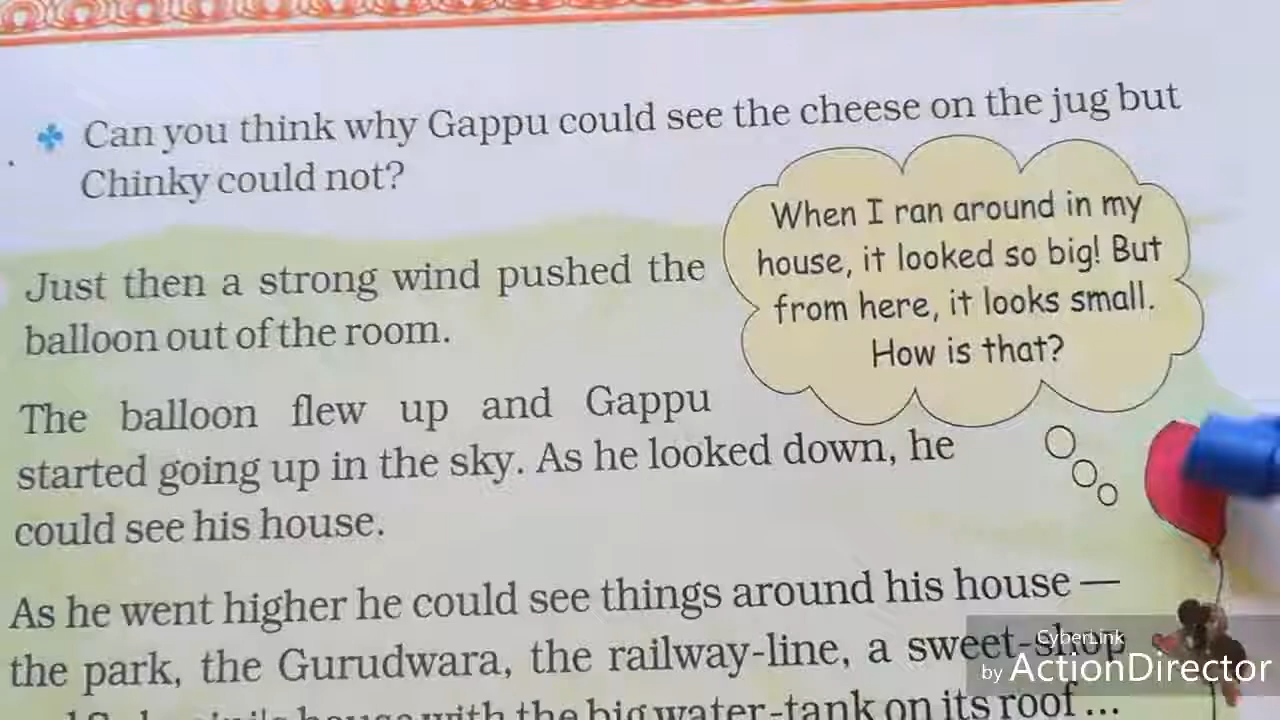 Can you think why Gappu could see the cheese on the jug but
Chinky could not?
When I ran around in my
house, it looked so big! But
from here, it looks small.
How is that?
Just then a strong wind pushed the
balloon out of the room.
The balloon flew up and Gappu
started going up in the sky. As he looked down, he
could see his house.
As he went higher he could see things around his house —
the park, the Gurudwara, the railway-line, a sweet-shop
house with the big water-tank on its roof ...
CyberLink
by ActionDirector